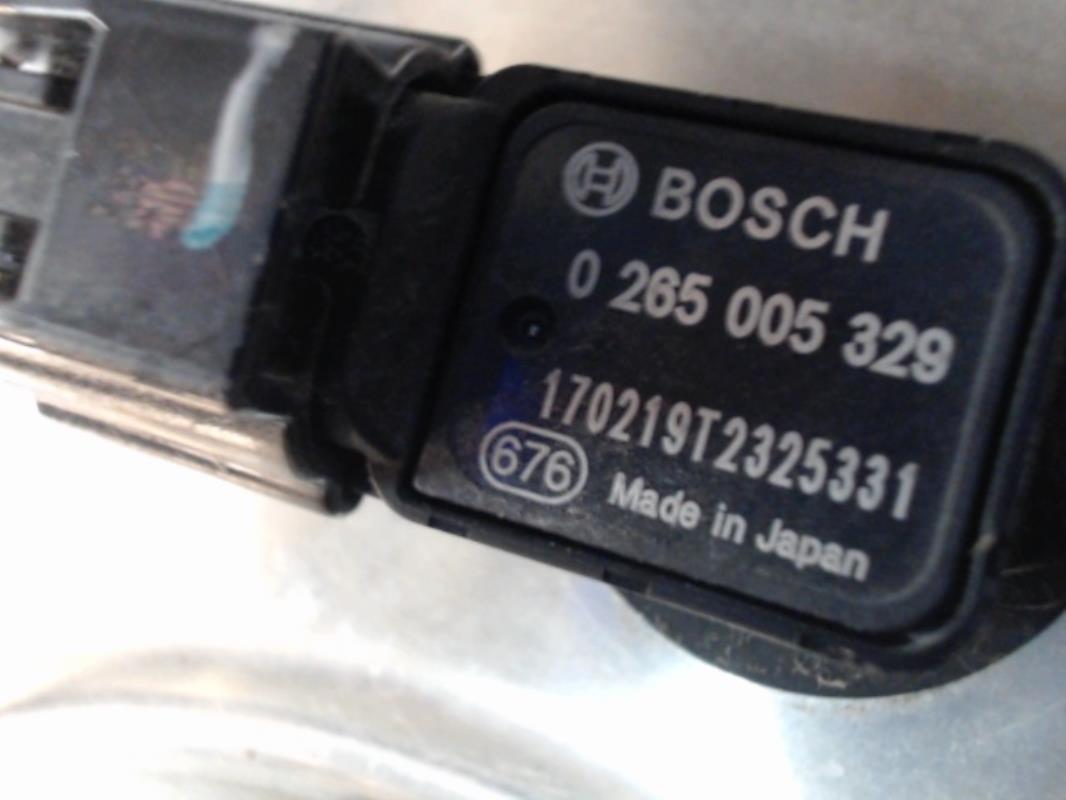 BOSCH
0 265 005 329
170219T2325331
676 Made in Japan